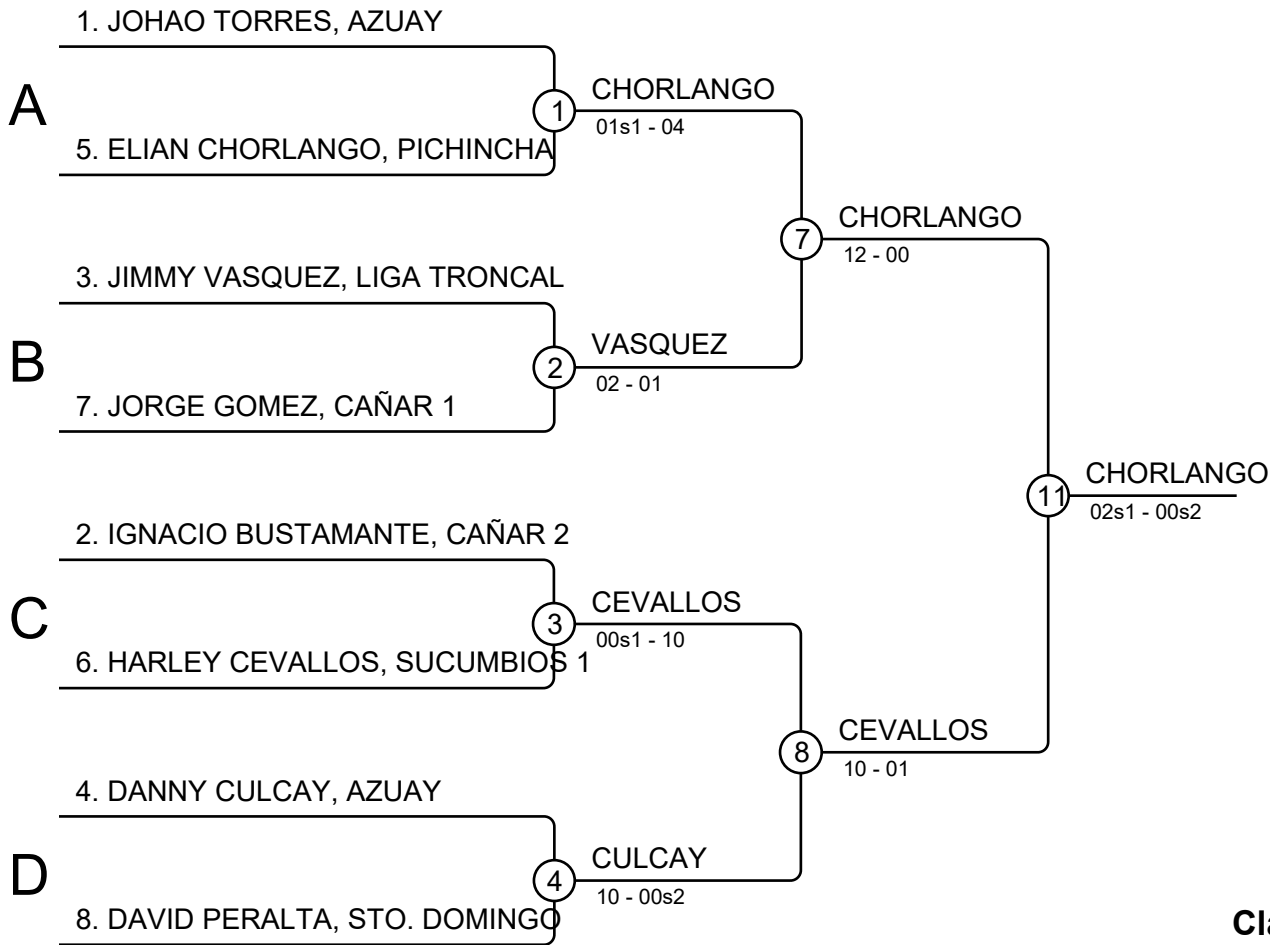 1. JOHAO TORRES, AZUAY
A
1
CHORLANGO
01s1 - 04
5. ELIAN CHORLANGO, PICHINCHA
7
CHORLANGO
12 - 00
3. JIMMY VASQUEZ, LIGA TRONCAL
B
2
VASQUEZ
02 - 01
7. JORGE GOMEZ, CAÑAR 1
11
CHORLANGO
02s1 - 00s2
2. IGNACIO BUSTAMANTE, CAÑAR 2
C
3
CEVALLOS
00s1 - 10
6. HARLEY CEVALLOS, SUCUMBIOS 1
8
CEVALLOS
10 - 01
4. DANNY CULCAY, AZUAY
D
4
CULCAY
10 - 00s2
8. DAVID PERALTA, STO. DOMINGO